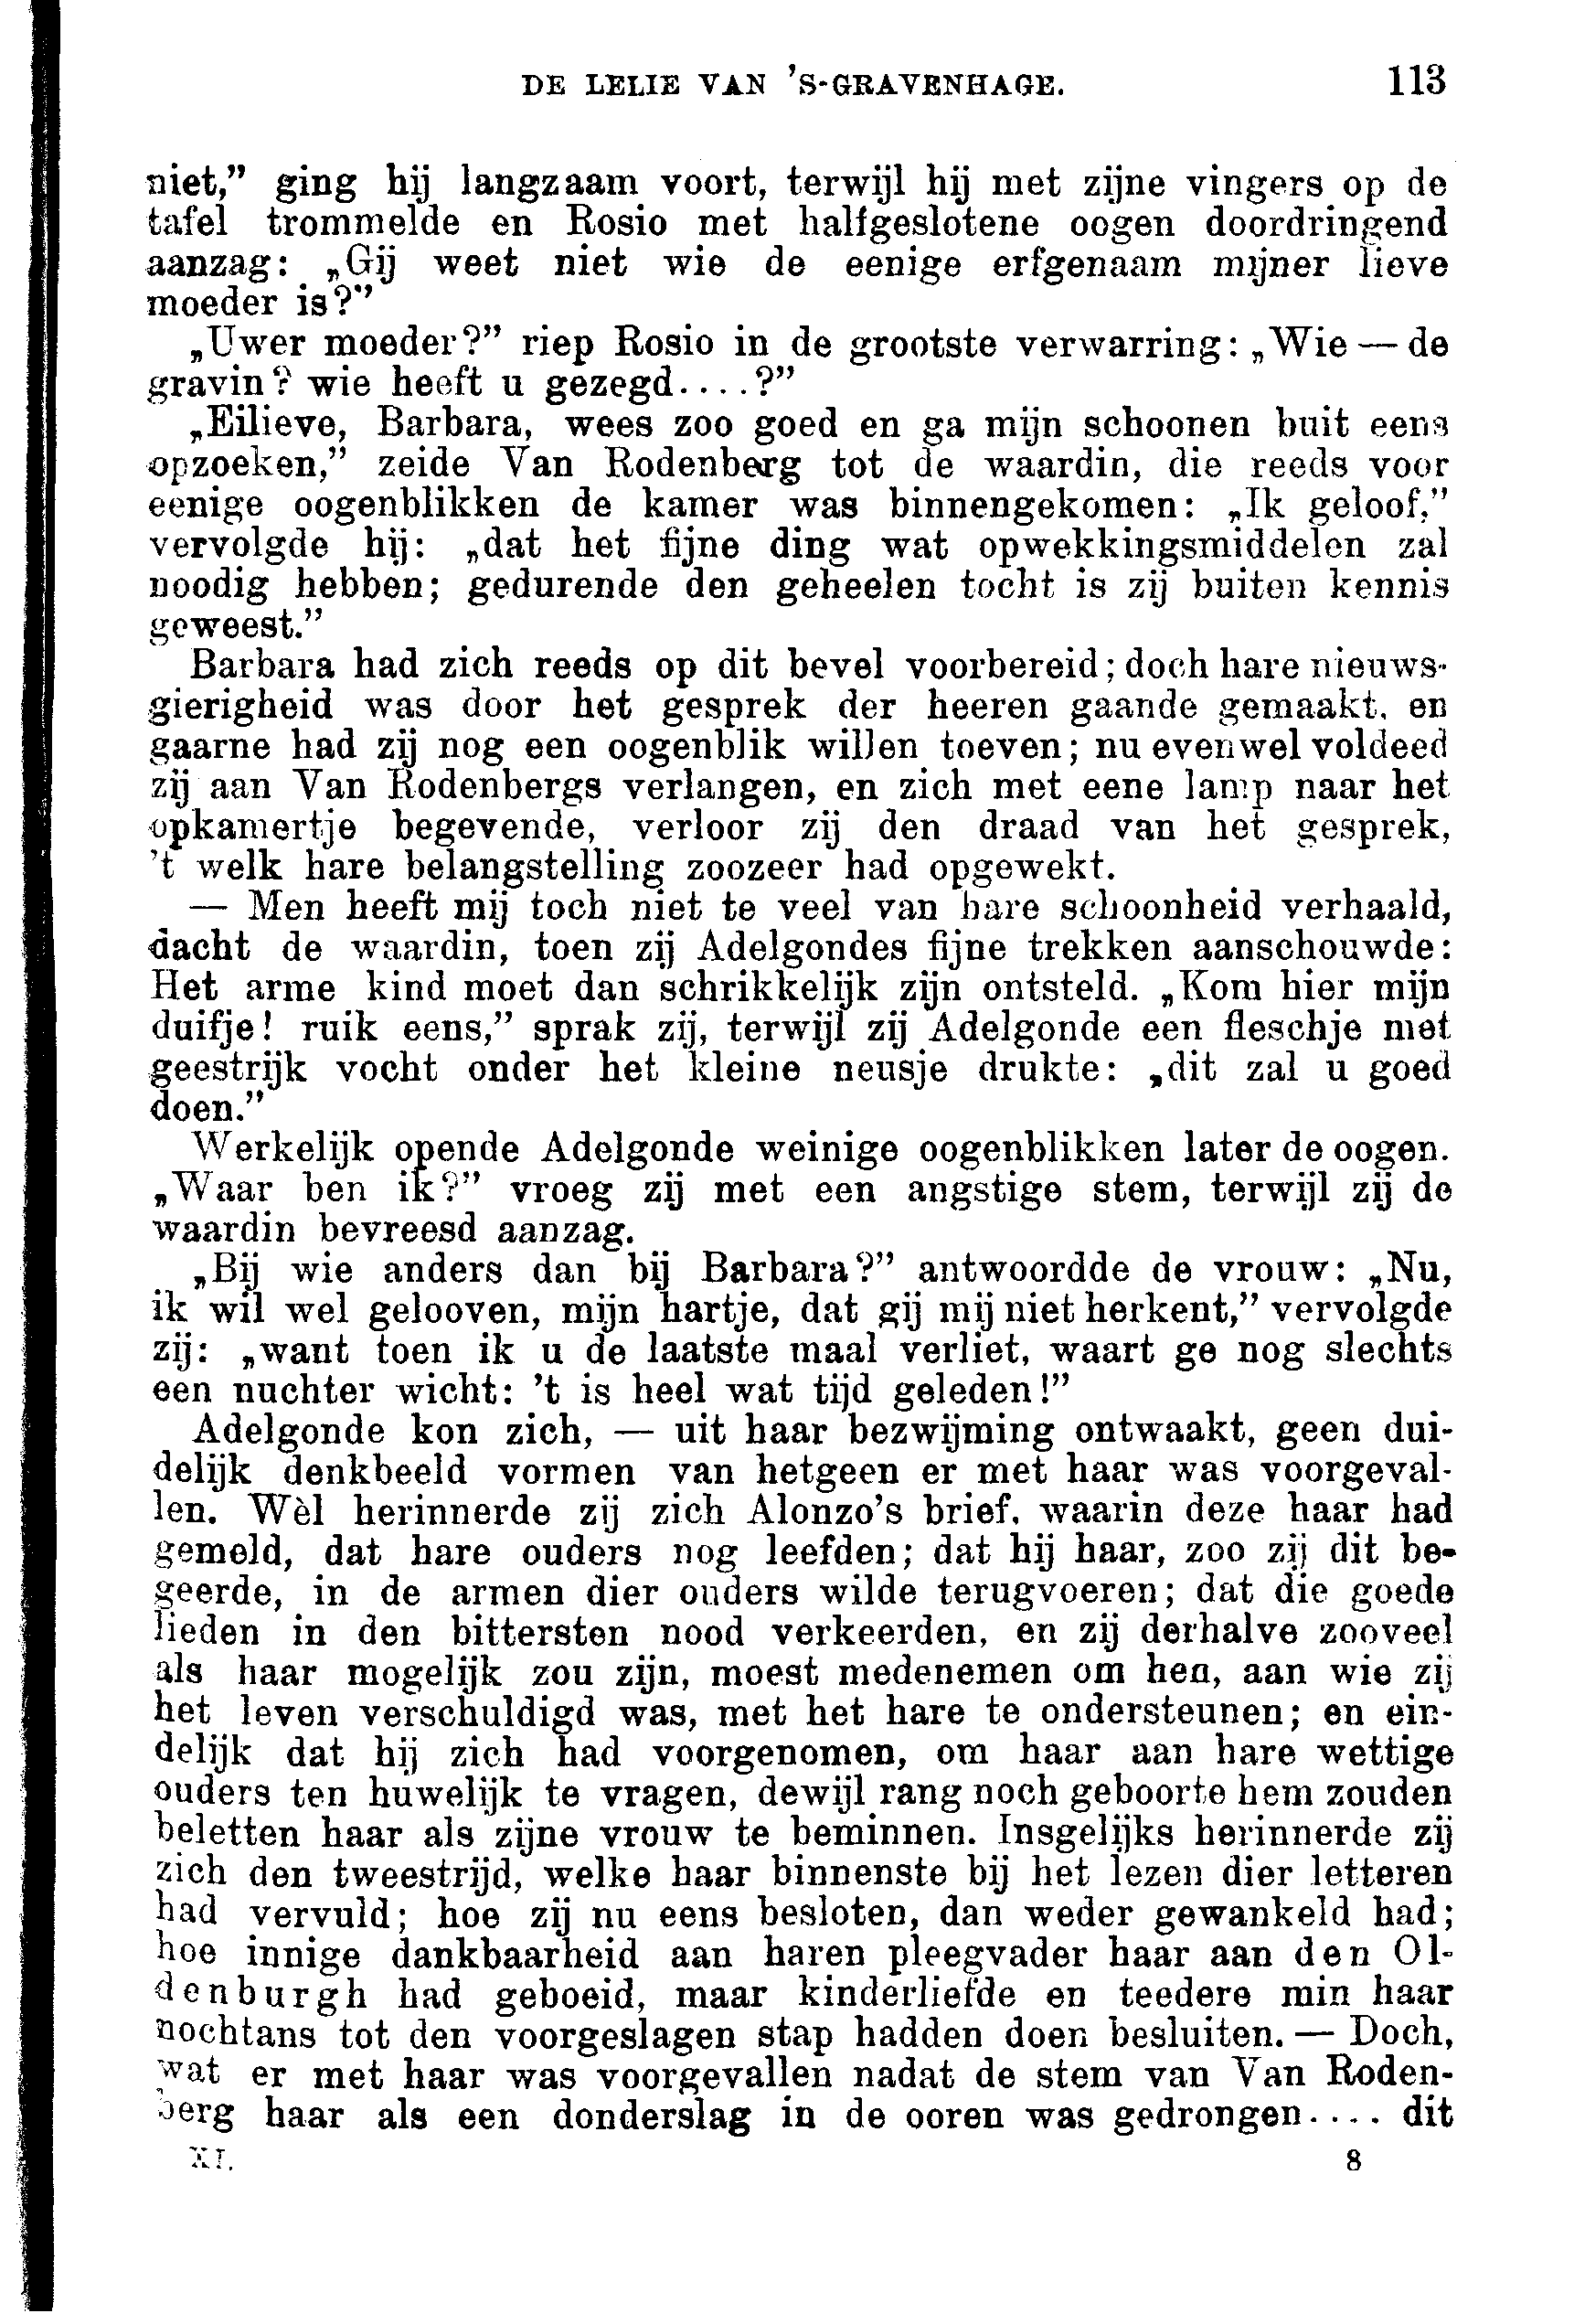 DE LELIE VAN 'S-GRAVENHAGE. 113
niet,” ging hij langzaam voort, terwijl hij met zijne vingers op de
tafel trommelde en Rosio met halfgeslotene oogen doordringend
aanzag: „Gij weet niet wie de eenige erfgenaam mijner lieve
moeder is?”
„Uwer moeder?” riep Rosio in de grootste verwarring: „Wie — de
gravin? wie heeft u gezegd....?”
„Eilieve, Barbara, wees zoo goed en ga mijn schoonen buit eens
opzoeken,” zeide Van Rodenberg tot de waardin, die reeds voor
eenige oogenblikken de kamer was binnengekomen: „Ik geloof,”
vervolgde hij: „dat het fijne ding wat opwekkingsmiddelen zal
noodig hebben; gedurende den geheelen tocht is zij buiten kennis
geweest.”
Barbara had zich reeds op dit bevel voorbereid; doch hare nieuws-
gierigheid was door het gesprek der heeren gaande gemaakt, en
gaarne had zij nog een oogenblik willen toeven; nu evenwel voldeed
zij aan Van Rodenbergs verlangen, en zich met eene lamp naar het
opkamertje begevende, verloor zij den draad van het gesprek,
't welk hare belangstelling zoozeer had opgewekt.
— Men heeft mij toch niet te veel van hare schoonheid verhaald,
dacht de waardin, toen zij Adelgondes fijne trekken aanschouwde:
Het arme kind moet dan schrikkelijk zijn ontsteld. „Kom hier mijn
duifje! ruik eens,” sprak zij, terwijl zij Adelgonde een fleschje met
geestrijk vocht onder het kleine neusje drukte: „dit zal u goed
doen.”
Werkelijk opende Adelgonde weinige oogenblikken later de oogen.
„Waar ben ik?” vroeg zij met een angstige stem, terwijl zij de
waardin bevreesd aanzag.
„Bij wie anders dan bij Barbara?” antwoordde de vrouw: „Nu,
ik wil wel gelooven, mijn hartje, dat gij mij niet herkent,” vervolgde
zij: „want toen ik u de laatste maal verliet, waart ge nog slechts
een nuchter wicht: 't is heel wat tijd geleden!”
Adelgonde kon zich, — uit haar bezwijming ontwaakt, geen dui-
delijk denkbeeld vormen van hetgeen er met haar was voorgeval-
len. Wèl herinnerde zij zich Alonzo's brief, waarin deze haar had
gemeld, dat hare ouders nog leefden; dat hij haar, zoo zij dit be-
geerde, in de armen dier ouders wilde terugvoeren; dat die goede
lieden in den bittersten nood verkeerden, en zij derhalve zooveel
als haar mogelijk zou zijn, moest medenemen om hen, aan wie zij
het leven verschuldigd was, met het hare te ondersteunen; en ein-
delijk dat hij zich had voorgenomen, om haar aan hare wettige
ouders ten huwelijk te vragen, dewijl rang noch geboorte hem zouden
beletten haar als zijne vrouw te beminnen. Insgelijks herinnerde zij
zich den tweestrijd, welke haar binnenste bij het lezen dier letteren
had vervuld; hoe zij nu eens besloten, dan weder gewankeld had;
hoe innige dankbaarheid aan haren pleegvader haar aan den Ol-
denburgh had geboeid, maar kinderliefde en teedere min haar
nochtans tot den voorgeslagen stap hadden doen besluiten. — Doch,
wat er met haar was voorgevallen nadat de stem van Van Roden-
berg haar als een donderslag in de ooren was gedrongen.... dit
XI. 8